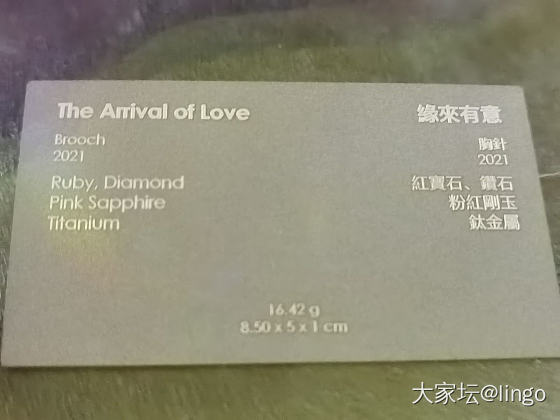 The Arrival of Love
緣來有意
Brooch
胸針
2021
2021
Ruby, Diamond
紅寶石、鑽石
Pink Sapphire
粉紅剛玉
Titanium
鈦金屬
16.42 g
8.50 x 5 x 1 cm
大家坛@lingo